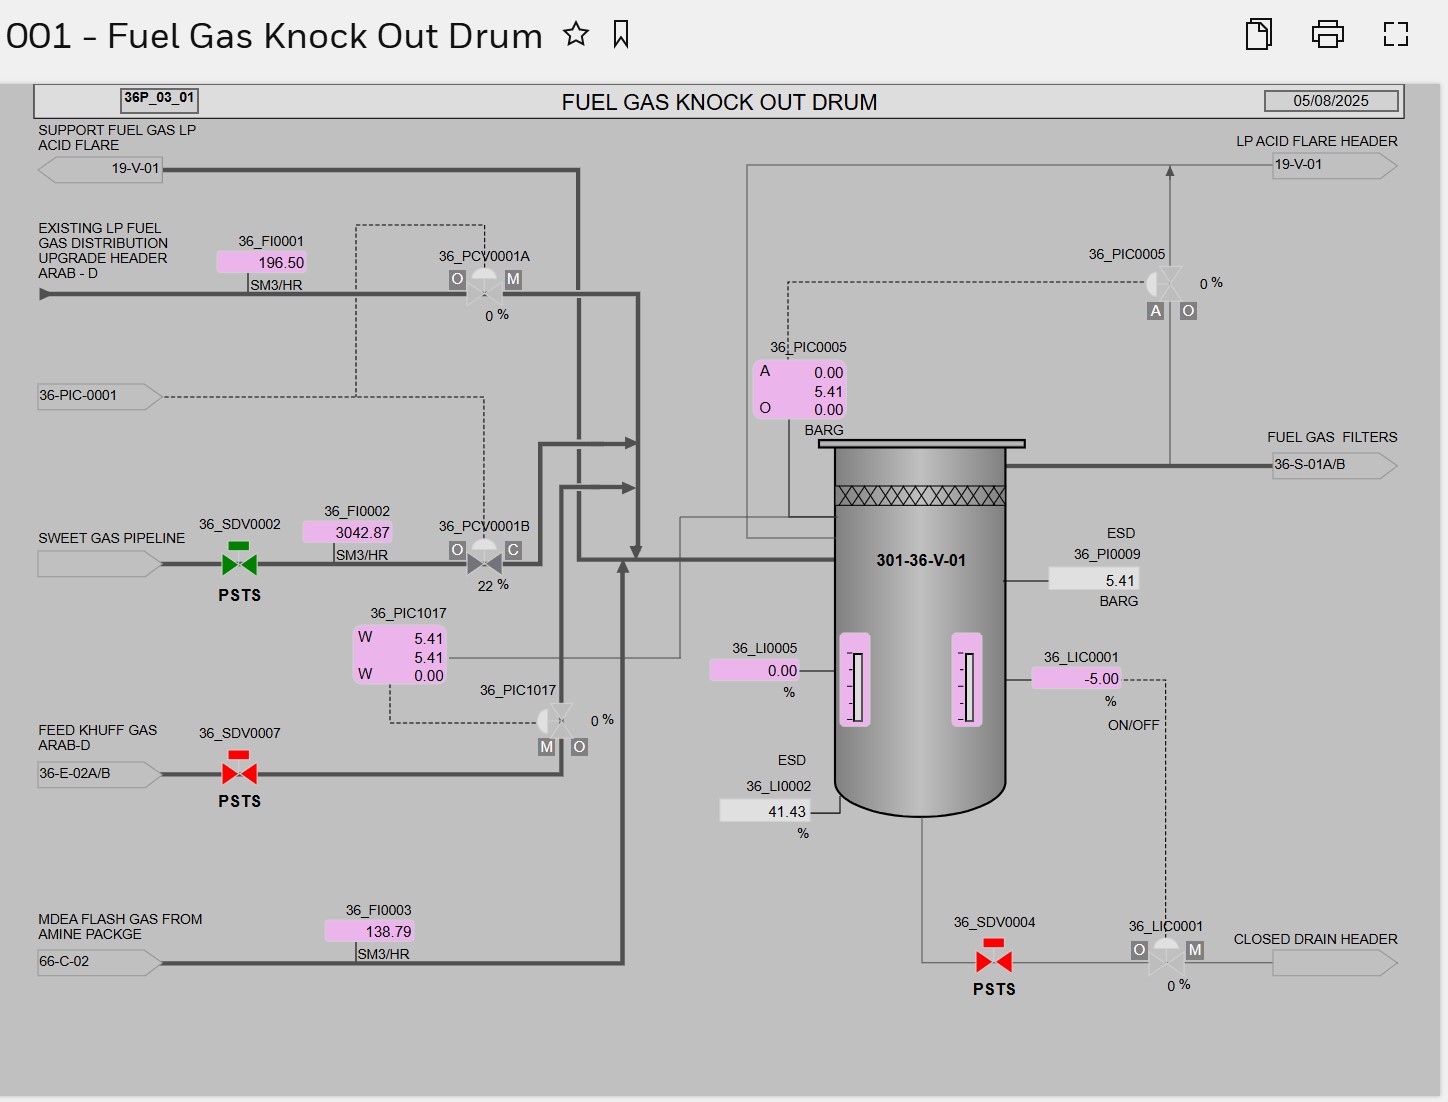 001 - Fuel Gas Knock Out Drum
36P_03_01
FUEL GAS KNOCK OUT DRUM
05/08/2025
SUPPORT FUEL GAS LP
ACID FLARE
19-V-01
LP ACID FLARE HEADER
19-V-01
EXISTING LP FUEL
GAS DISTRIBUTION
UPGRADE HEADER
ARAB - D
36_FI0001
196.50
SM3/HR
36_PCV0001A
O
M
0 %
36_PIC0005
0 %
A
O
36_PIC0005
A 0.00
5.41
O 0.00
BARG
36-PIC-0001
FUEL GAS FILTERS
36-S-01A/B
SWEET GAS PIPELINE
36_SDV0002
PSTS
36_FI0002
3042.87
SM3/HR
36_PCV0001B
O
C
22 %
301-36-V-01
ESD
36_PI0009
5.41
BARG
36_PIC1017
W 5.41
5.41
W 0.00
36_LI0005
0.00
%
36_LIC0001
-5.00
%
ON/OFF
36_PIC1017
0 %
M
O
FEED KHUFF GAS
ARAB-D
36-E-02A/B
36_SDV0007
PSTS
ESD
36_LI0002
41.43
%
MDEA FLASH GAS FROM
AMINE PACKGE
66-C-02
36_FI0003
138.79
SM3/HR
36_SDV0004
PSTS
36_LIC0001
O
M
0 %
CLOSED DRAIN HEADER